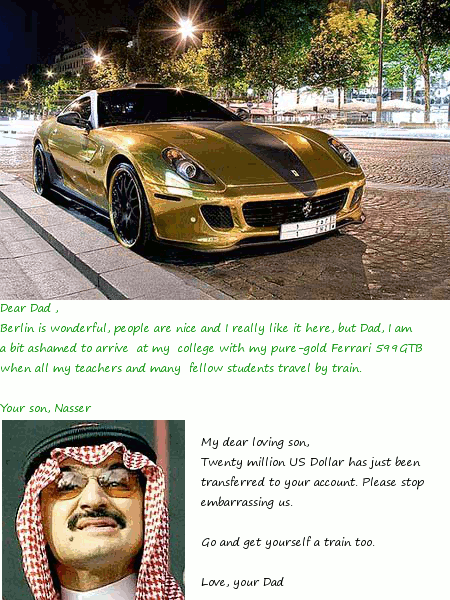 Dear Dad ,
Berlin is wonderful, people are nice and I really like it here, but Dad, I am
a bit ashamed to arrive at my college with my pure-gold Ferrari 599GTB
when all my teachers and many fellow students travel by train.
Your son, Nasser
My dear loving son,
Twenty million US Dollar has just been
transferred to your account. Please stop
embarrassing us.
Go and get yourself a train too.
Love, your Dad